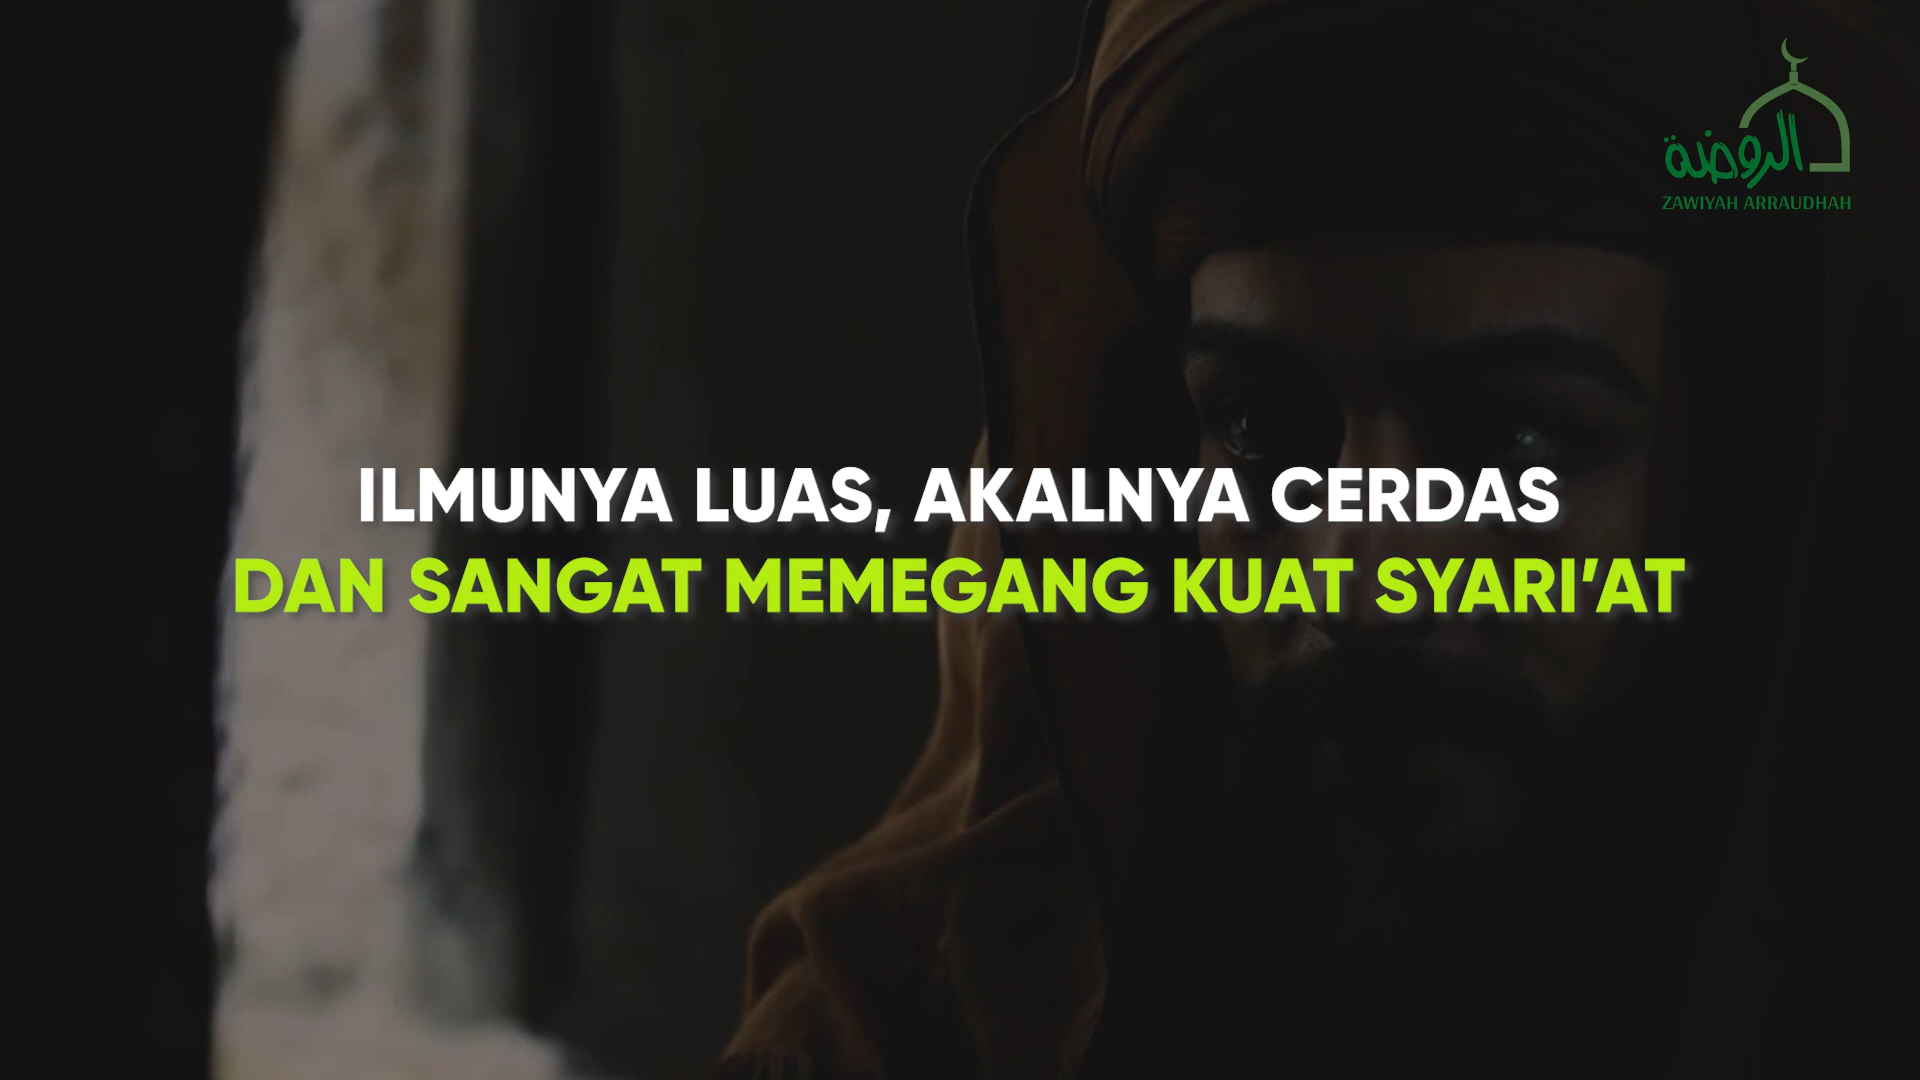 الروضة
ZAWIYAH ARRAUDHAH
ILMUNYA LUAS, AKALNYA CERDAS
DAN SANGAT MEMEGANG KUAT SYARI’AT